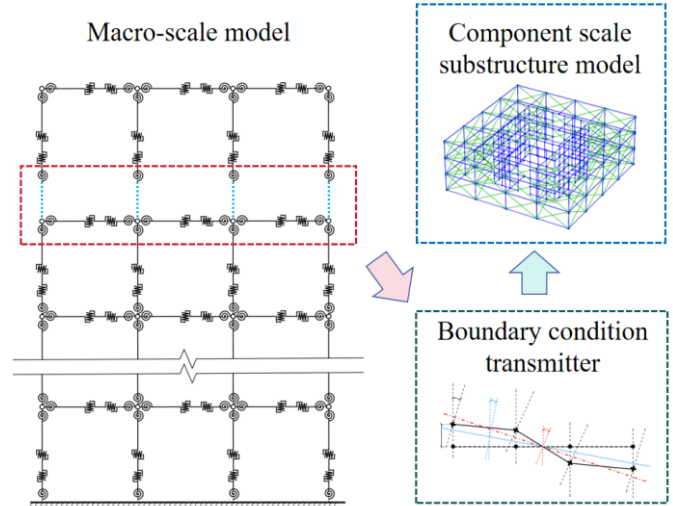 Macro-scale model
Component scale
substructure model
Boundary condition
transmitter